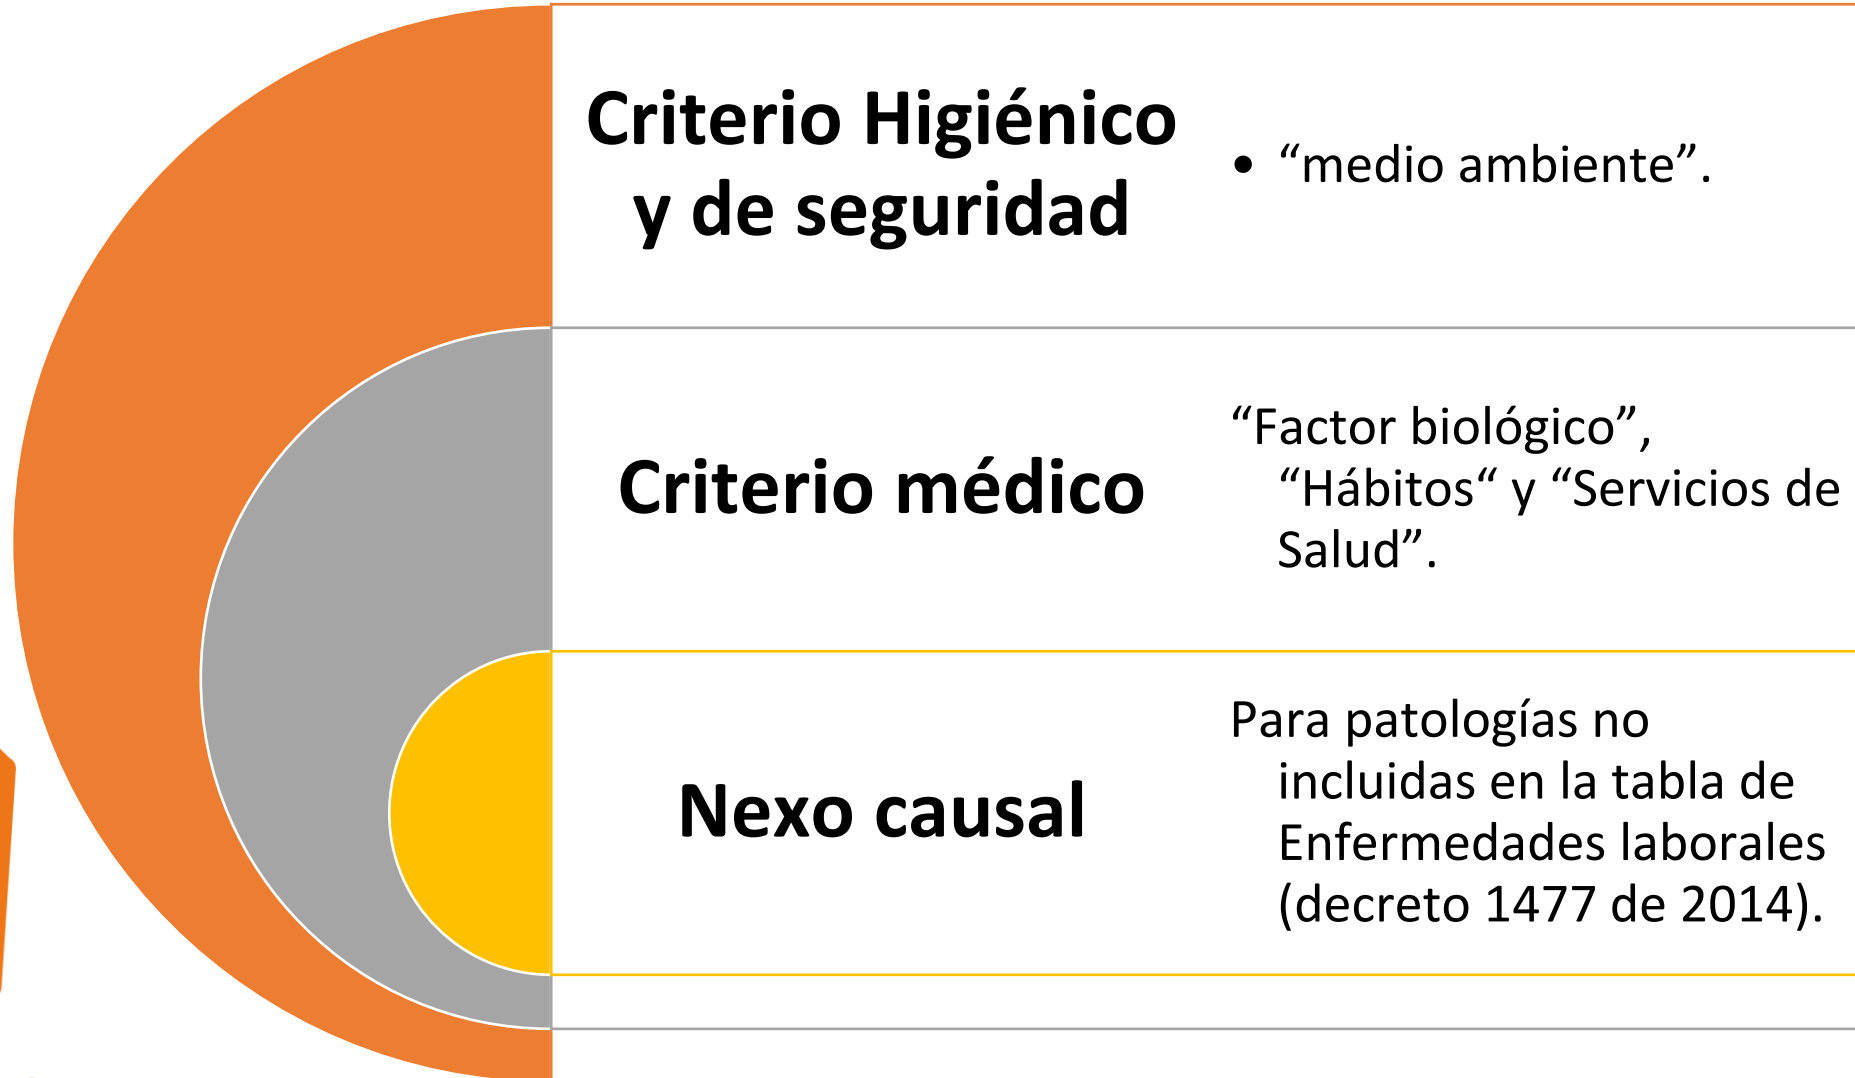 Criterio Higiénico
y de seguridad
• “medio ambiente”.
Criterio médico
“Factor biológico”,
“Hábitos“ y “Servicios de
Salud”.
Nexo causal
Para patologías no
incluidas en la tabla de
Enfermedades laborales
(decreto 1477 de 2014).